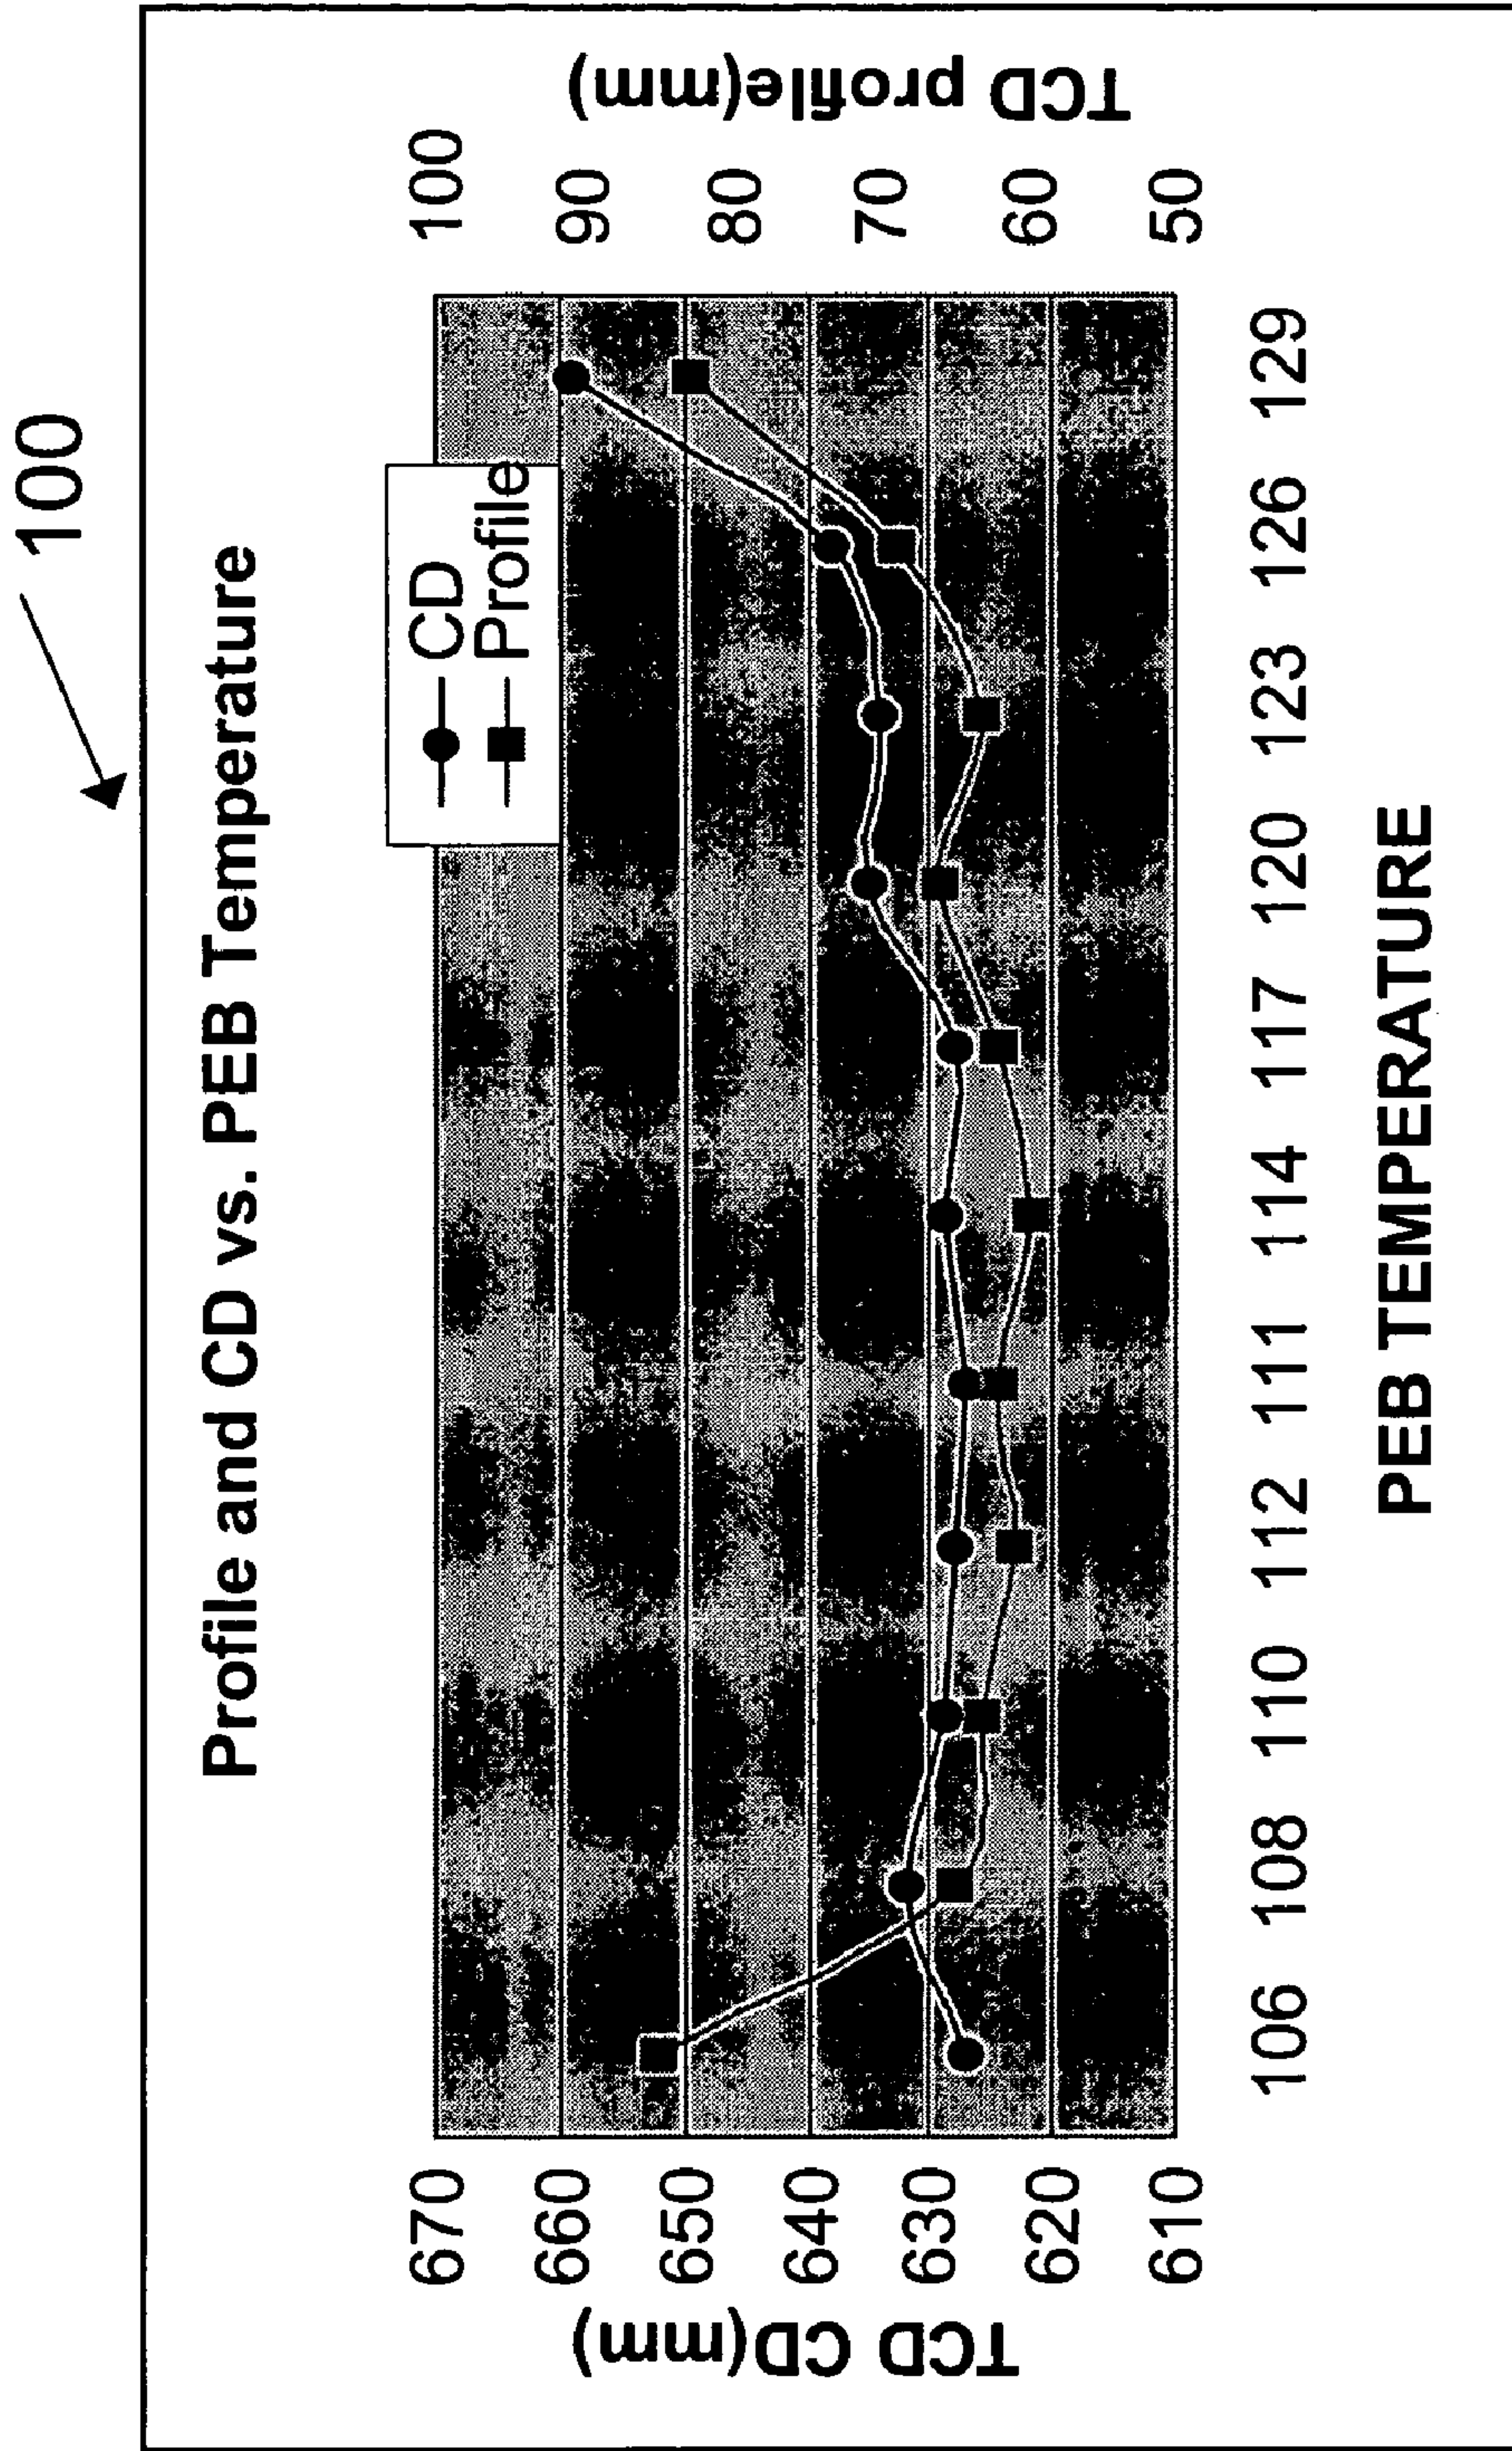 100
Profile and CD vs. PEB Temperature
CD
Profile
TCD CD(mm)
670
660
650
640
630
620
610
TCD profile(mm)
100
90
80
70
60
50
106 108 110 112 111 114 117 120 123 126 129
PEB TEMPERATURE